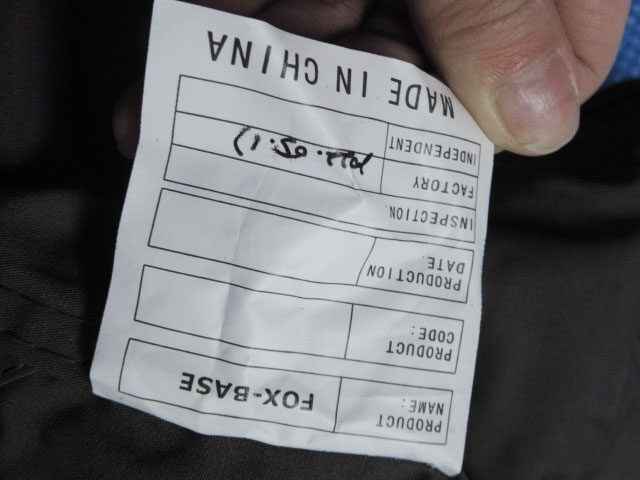 PRODUCT NAME: FOX-BASE
PRODUCT CODE:
PRODUCTION DATE:
INSPECTION
FACTORY
INDEPENDENT
MADE IN CHINA